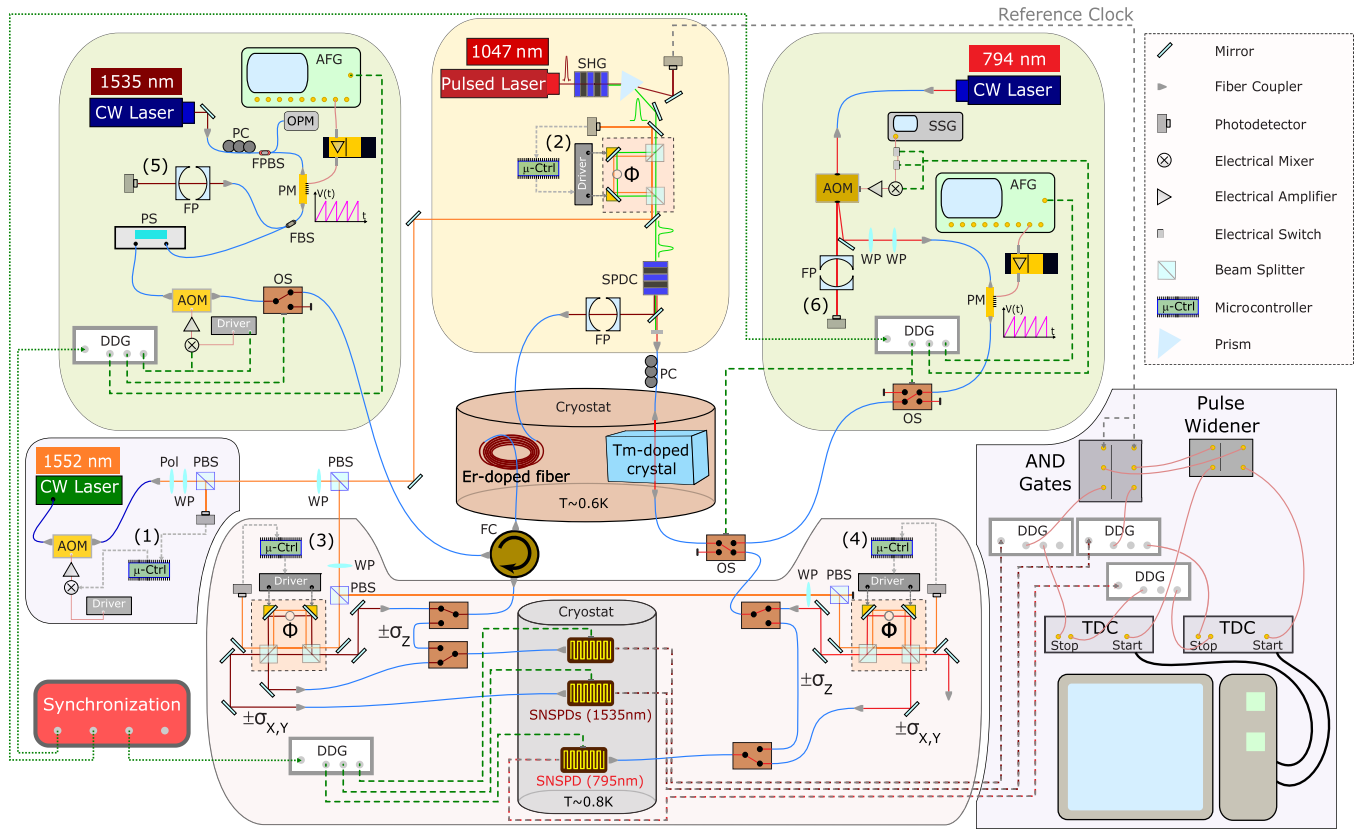 Reference Clock
1535 nm
CW Laser
AFG
PC
OPM
FPBS
(5)
FP
PM
V(t)
t
FBS
PS
OS
AOM
Driver
DDG
1047 nm
Pulsed Laser
SHG
(2)
μ-Ctrl
Driver
Φ
SPDC
FP
PC
794 nm
CW Laser
SSG
AOM
AFG
WP WP
FP
(6)
PM
V(t)
t
DDG
OS
Mirror
Fiber Coupler
Photodetector
Electrical Mixer
Electrical Amplifier
Electrical Switch
Beam Splitter
μ-Ctrl
Microcontroller
Prism
Cryostat
Er-doped fiber
Tm-doped
crystal
T~0.6K
FC
OS
1552 nm
CW Laser
Pol
WP
PBS
AOM
(1)
μ-Ctrl
Driver
WP
PBS
(3)
μ-Ctrl
Driver
WP
PBS
Φ
±σZ
±σX,Y
DDG
Cryostat
SNSPDs (1535nm)
SNSPD (795nm)
T~0.8K
(4)
μ-Ctrl
WP
PBS
Driver
Φ
±σZ
±σX,Y
Synchronization
Pulse
Widener
AND
Gates
DDG
DDG
DDG
TDC
Stop
Start
TDC
Stop
Start